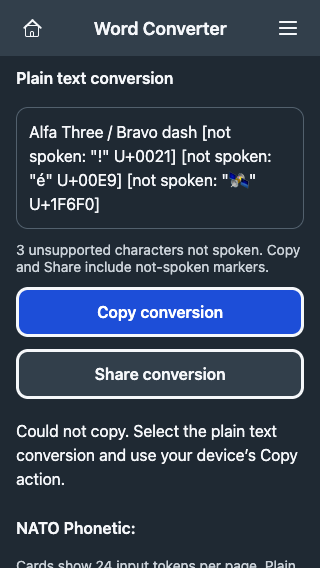 Word Converter
Plain text conversion
Alfa Three / Bravo dash [not
spoken: "!" U+0021] [not spoken:
"é" U+00E9] [not spoken: "🛰"
U+1F6F0]
3 unsupported characters not spoken. Copy
and Share include not-spoken markers.
Copy conversion
Share conversion
Could not copy. Select the plain text
conversion and use your device’s Copy
action.
NATO Phonetic:
Cards show 24 input tokens per page. Plain